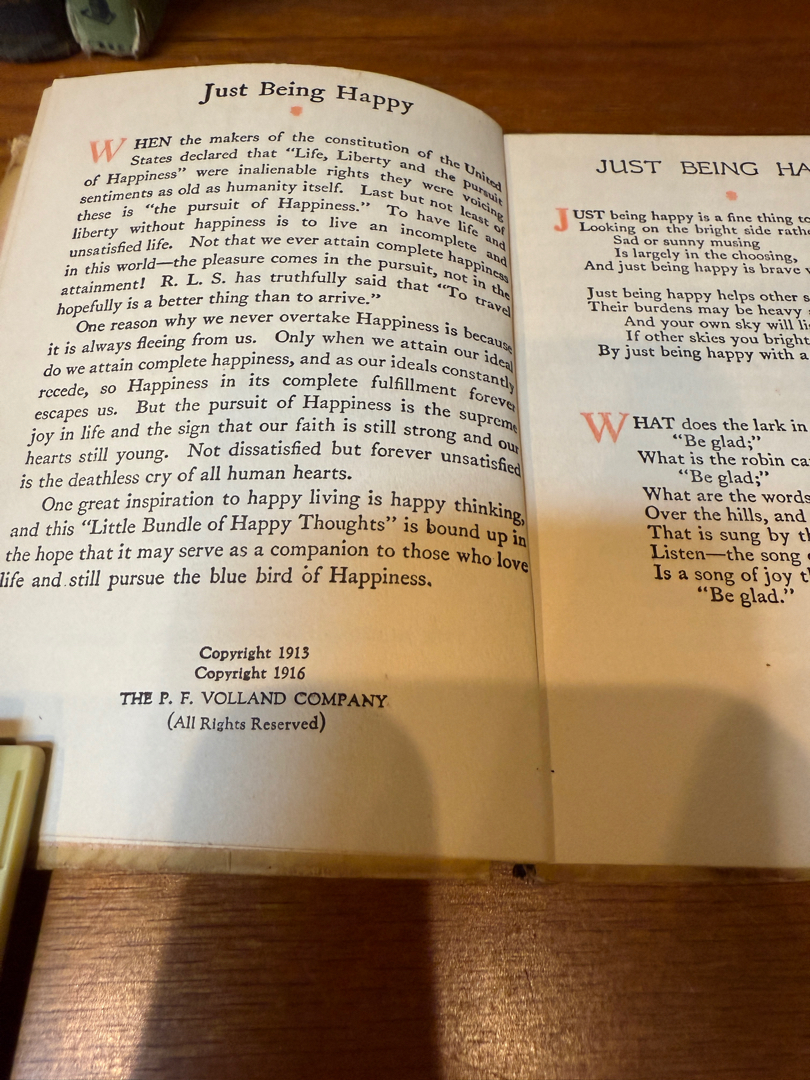 Just Being Happy
WHEN the makers of the constitution of the United
States declared that “Life, Liberty and the pursuit
of Happiness” were inalienable rights they were voicing
sentiments as old as humanity itself. Last but not least of
these is “the pursuit of Happiness.” To have life and
liberty without happiness is to live an incomplete and
unsatisfied life. Not that we ever attain complete happiness
in this world—the pleasure comes in the pursuit, not in the
attainment! R. L. S. has truthfully said that “To travel
hopefully is a better thing than to arrive.”
One reason why we never overtake Happiness is because
it is always fleeing from us. Only when we attain our ideal
do we attain complete happiness, and as our ideals constantly
recede, so Happiness in its complete fulfillment forever
escapes us. But the pursuit of Happiness is the supreme
joy in life and the sign that our faith is still strong and our
hearts still young. Not dissatisfied but forever unsatisfied
is the deathless cry of all human hearts.
One great inspiration to happy living is happy thinking,
and this “Little Bundle of Happy Thoughts” is bound up in
the hope that it may serve as a companion to those who love
life and still pursue the blue bird of Happiness.
Copyright 1913
Copyright 1916
THE P. F. VOLLAND COMPANY
(All Rights Reserved)
JUST BEING HA
JUST being happy is a fine thing to
Looking on the bright side rathe
Sad or sunny musing
Is largely in the choosing,
And just being happy is brave w
Just being happy helps other s
Their burdens may be heavy
And your own sky will li
If other skies you bright
By just being happy with a
WHAT does the lark in
“Be glad;”
What is the robin ca
“Be glad;”
What are the words
Over the hills, and
That is sung by th
Listen—the song
Is a song of joy t
“Be glad.”